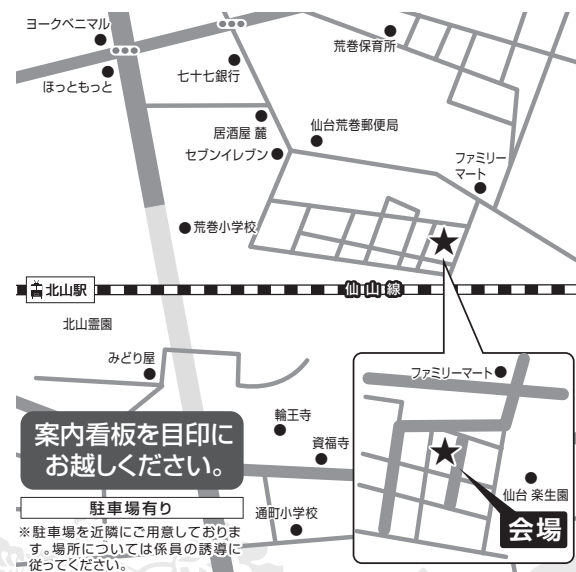 ヨークベニマル
ほっともっと
七十七銀行
荒巻保育所
居酒屋 麓
仙台荒巻郵便局
セブンイレブン
ファミリー
マート
荒巻小学校
北山駅
仙山線
北山霊園
みどり屋
輪王寺
資福寺
通町小学校
案内看板を目印に
お越しください。
駐車場有り
※駐車場を近隣にご用意しておりま
す。場所については係員の誘導に
従ってください。
ファミリーマート
仙台 楽生園
会場